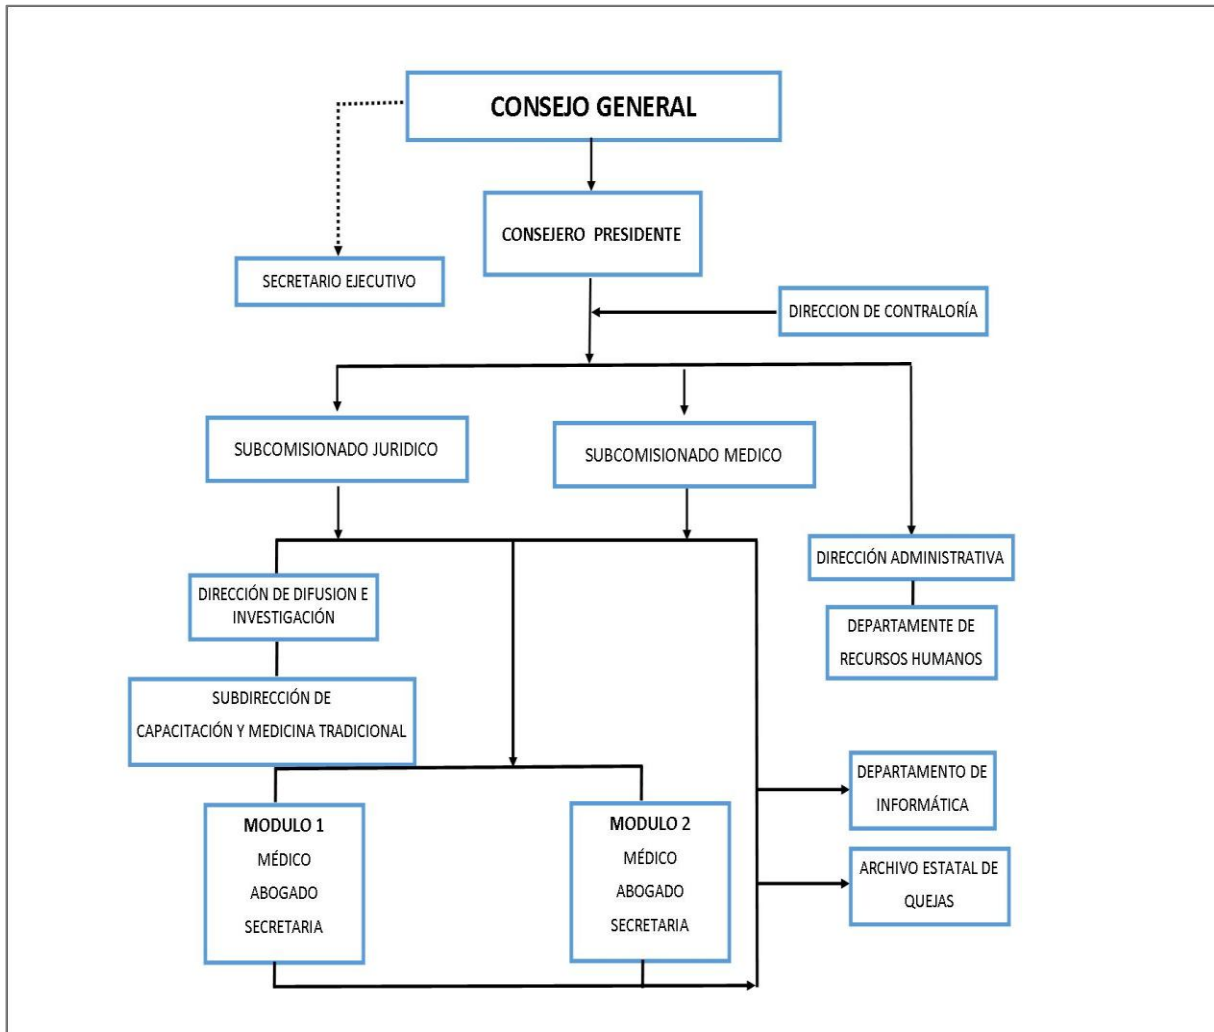 CONSEJO GENERAL
CONSEJERO PRESIDENTE
SECRETARIO EJECUTIVO
DIRECCION DE CONTRALORÍA
SUBCOMISIONADO JURIDICO
SUBCOMISIONADO MEDICO
DIRECCIÓN ADMINISTRATIVA
DIRECCIÓN DE DIFUSION E
INVESTIGACIÓN
DEPARTAMENTE DE
RECURSOS HUMANOS
SUBDIRECCIÓN DE
CAPACITACIÓN Y MEDICINA TRADICIONAL
DEPARTAMENTO DE
INFORMÁTICA
MODULO 1
MÉDICO
ABOGADO
SECRETARIA
MODULO 2
MÉDICO
ABOGADO
SECRETARIA
ARCHIVO ESTATAL DE
QUEJAS